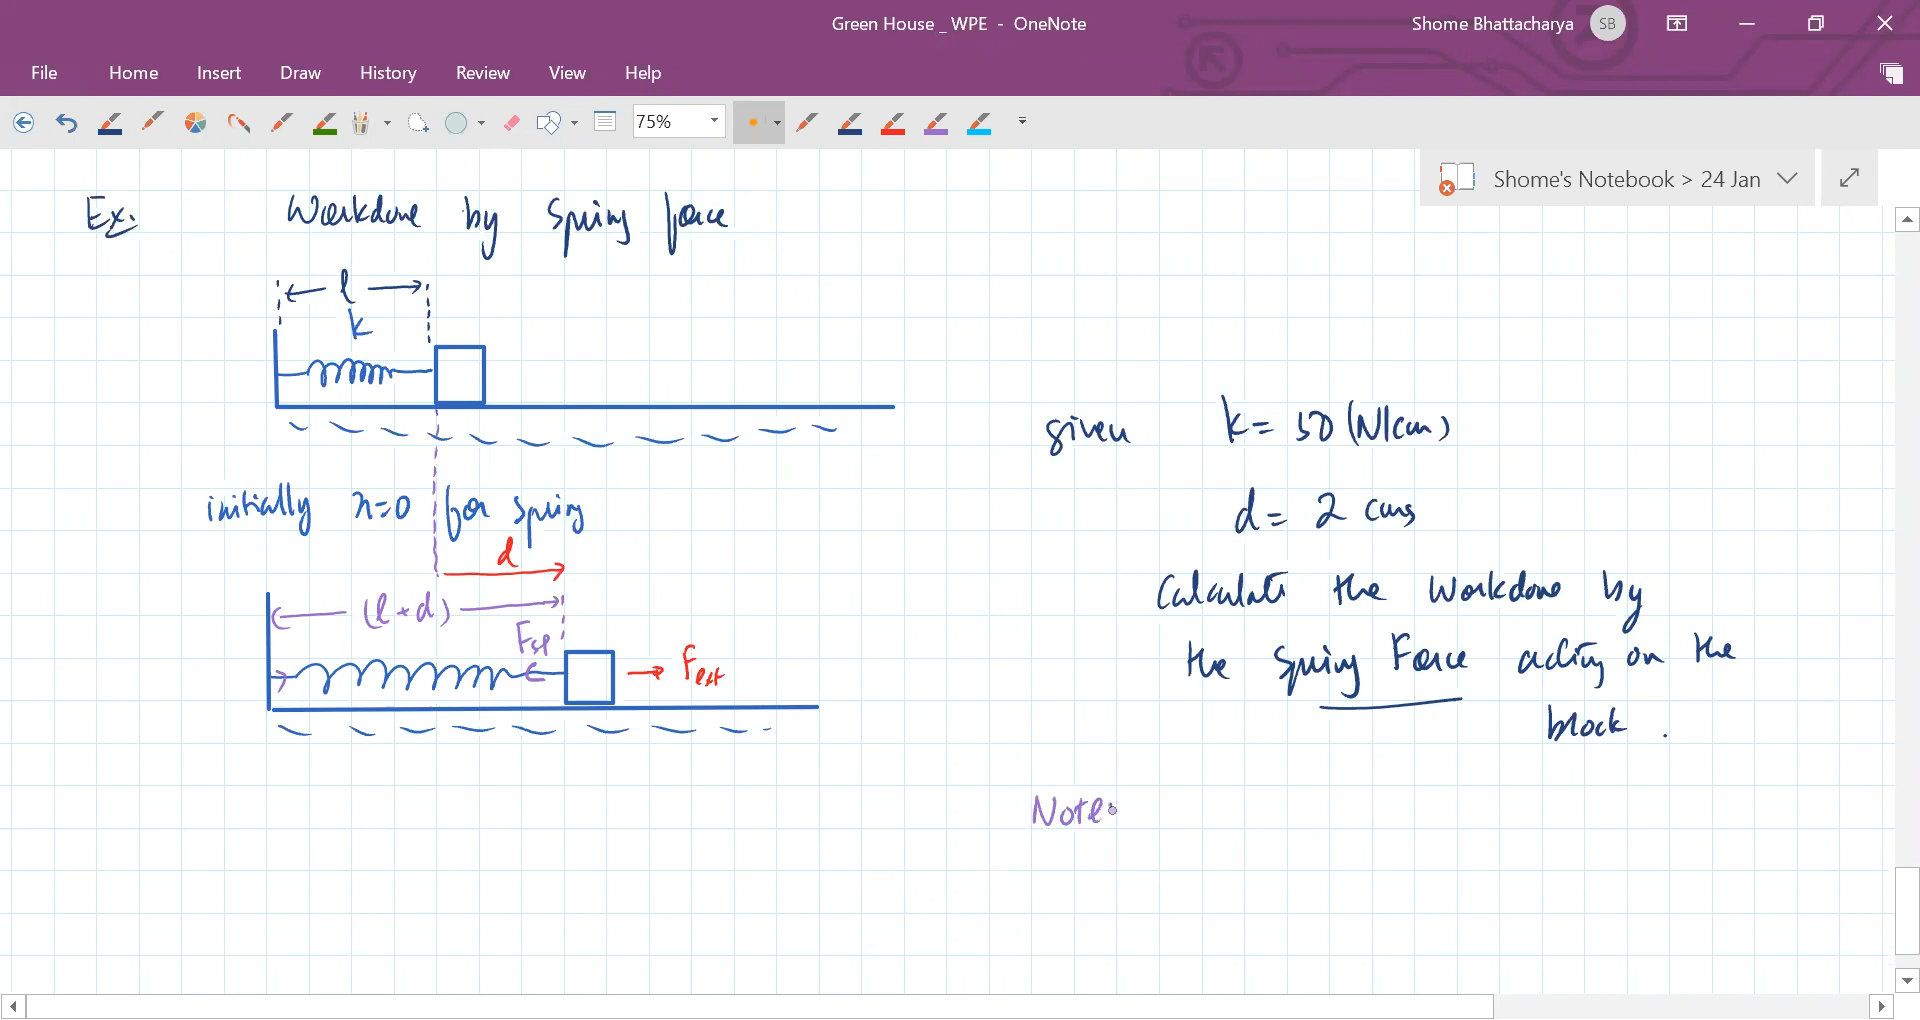 Green House _ WPE - OneNote
Shome Bhattacharya SB
File Home Insert Draw History Review View Help
75%
Shome's Notebook > 24 Jan
Ex:
Workdone by Spring force
l
k
initially x=0 for spring
d
(l+d)
Fsp
Fext
given k = 50 (N/cm)
d = 2 cms
Calculate the Workdone by
the Spring Force acting on the
block .
Note: